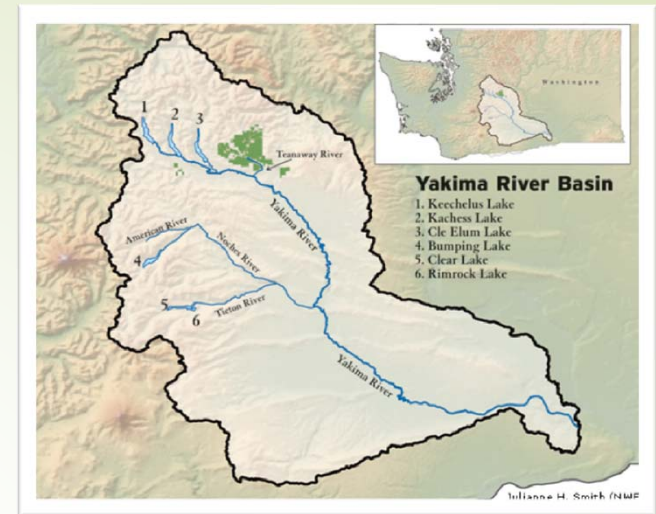 Washington
Yakima River Basin
1. Keechelus Lake
2. Kachess Lake
3. Cle Elum Lake
4. Bumping Lake
5. Clear Lake
6. Rimrock Lake
1
2
3
Teanaway River
Yakima River
American River
4
Noches River
5
6
Tieton River
Yakima River
Julianne H. Smith (NWF